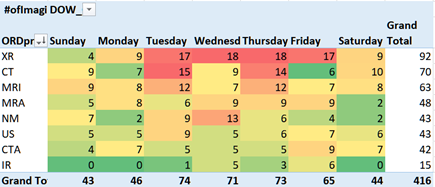 #ofImagi DOW_
ORDpr Sunday Monday Tuesday Wednesd Thursday Friday Saturday Grand Total
XR 4 9 17 18 18 17 9 92
CT 9 7 15 9 14 6 10 70
MRI 9 8 12 7 12 7 8 63
MRA 5 8 6 9 9 9 2 48
NM 7 2 9 13 6 4 2 43
US 5 5 9 5 6 7 6 43
CTA 4 7 5 5 5 9 7 42
IR 0 0 1 5 3 6 0 15
Grand To 43 46 74 71 73 65 44 416